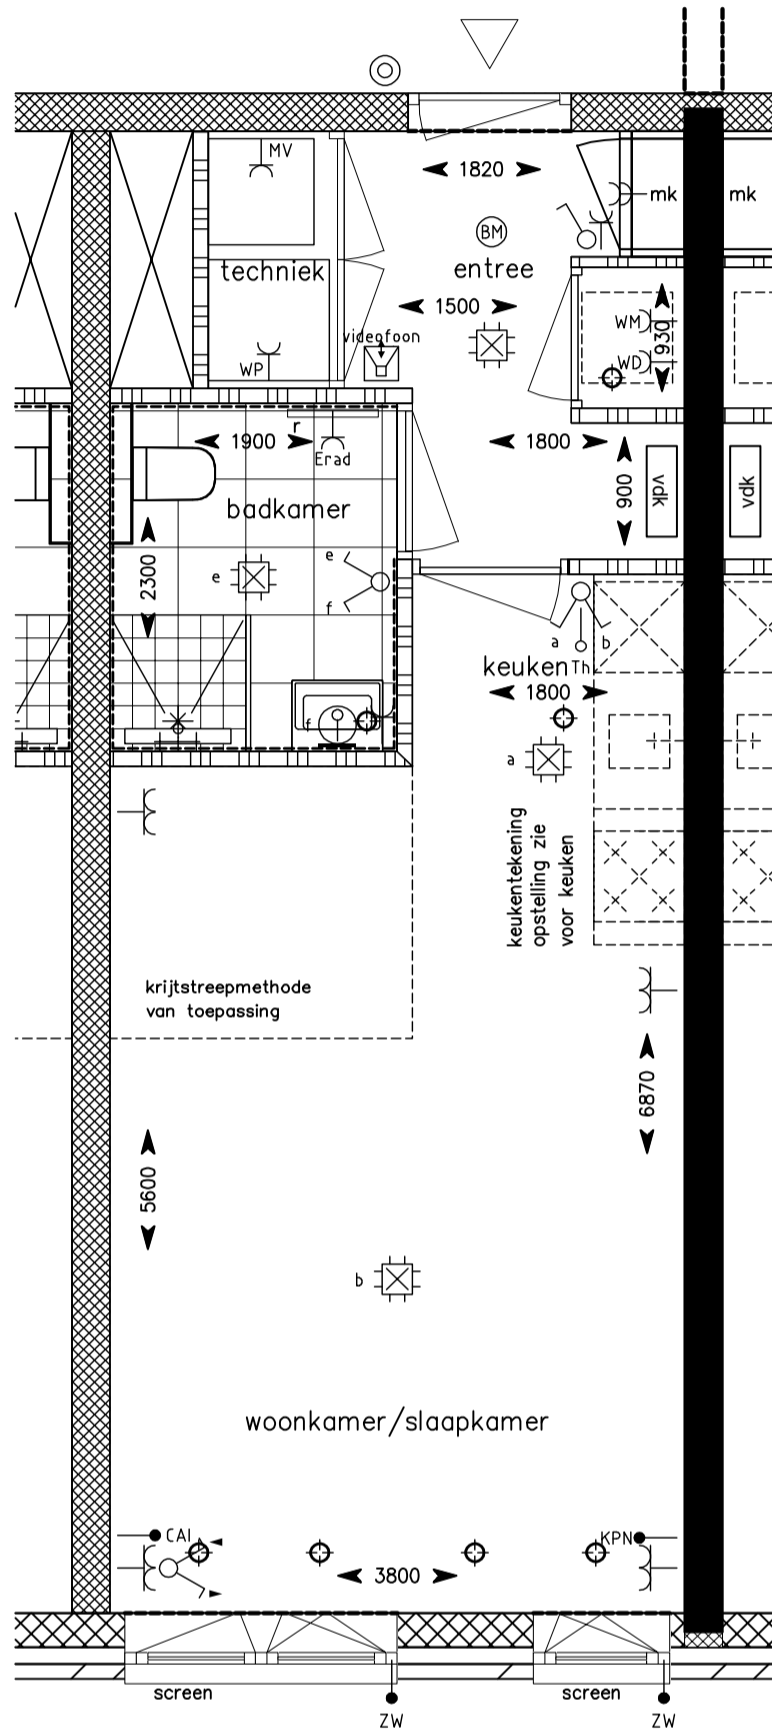 MV
1820
mk
mk
BM
techniek
entree
1500
WM
930
videofoon
WP
WD
r
1900
Erad
1800
900
vdk
vdk
badkamer
e
2300
e
f
a
b
keuken
Th
1800
f
a
keukentekening
opstelling zie
voor keuken
krijtstreepmethode
van toepassing
6870
5600
b
woonkamer/slaapkamer
CAI
KPN
3800
screen
screen
ZW
ZW